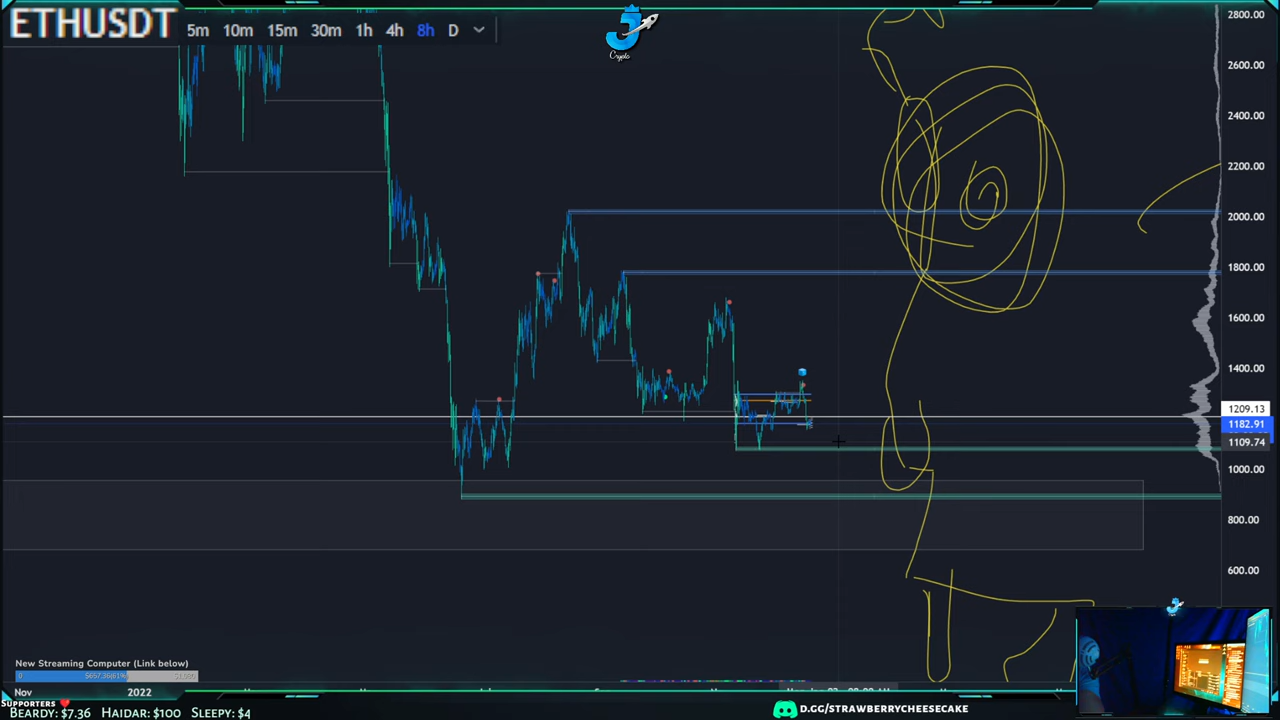 ETHUSDT 5m 10m 15m 30m 1h 4h 8h D
Crypto
2800.00
2600.00
2400.00
2200.00
2000.00
1800.00
1600.00
1400.00
1209.13
1182.91
1109.74
1000.00
800.00
600.00
New Streaming Computer (Link below)
Nov 2022
SUPPORTERS
BEARDY: $7.36 HAIDAR: $100 SLEEPY: $4
D.GG/STRAWBERRYCHEESECAKE